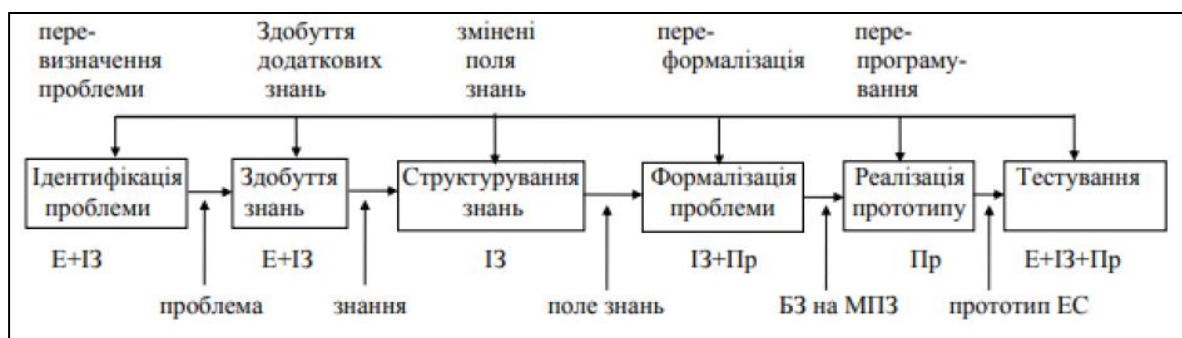 пере-
визначення
проблеми
Здобуття
додаткових
знань
змінені
поля
знань
пере-
формалізація
пере-
програму-
вання
Ідентифікація
проблеми
Здобуття
знань
Структурування
знань
Формалізація
проблеми
Реалізація
прототипу
Тестування
Е+ІЗ
Е+ІЗ
ІЗ
ІЗ+Пр
Пр
Е+ІЗ+Пр
проблема
знання
поле знань
БЗ на МПЗ
прототип ЕС